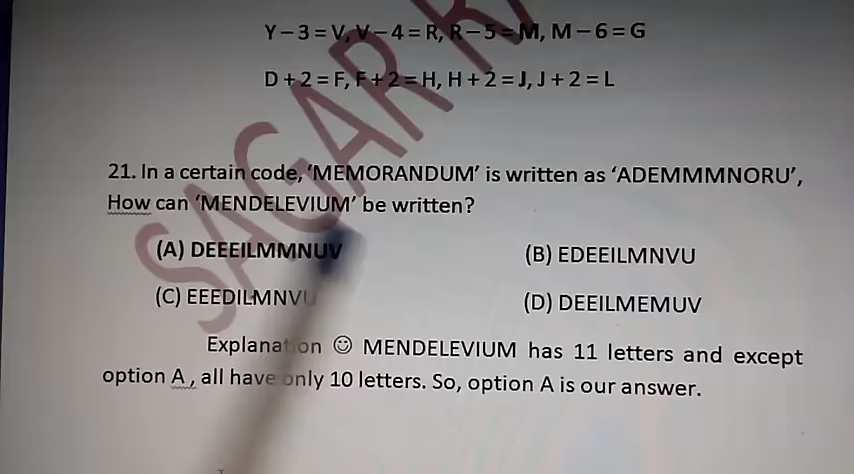 Y – 3 = V, V – 4 = R, R – 5 = M, M – 6 = G
D + 2 = F, F + 2 = H, H + 2 = J, J + 2 = L
21. In a certain code, ‘MEMORANDUM’ is written as ‘ADEMMMNORU’,
How can ‘MENDELEVIUM’ be written?
(A) DEEEILMMNUV (B) EDEEILMNVU
(C) EEEDILMNVU (D) DEEILMEMUV
Explanation ☺ MENDELEVIUM has 11 letters and except
option A , all have only 10 letters. So, option A is our answer.
SAGAR